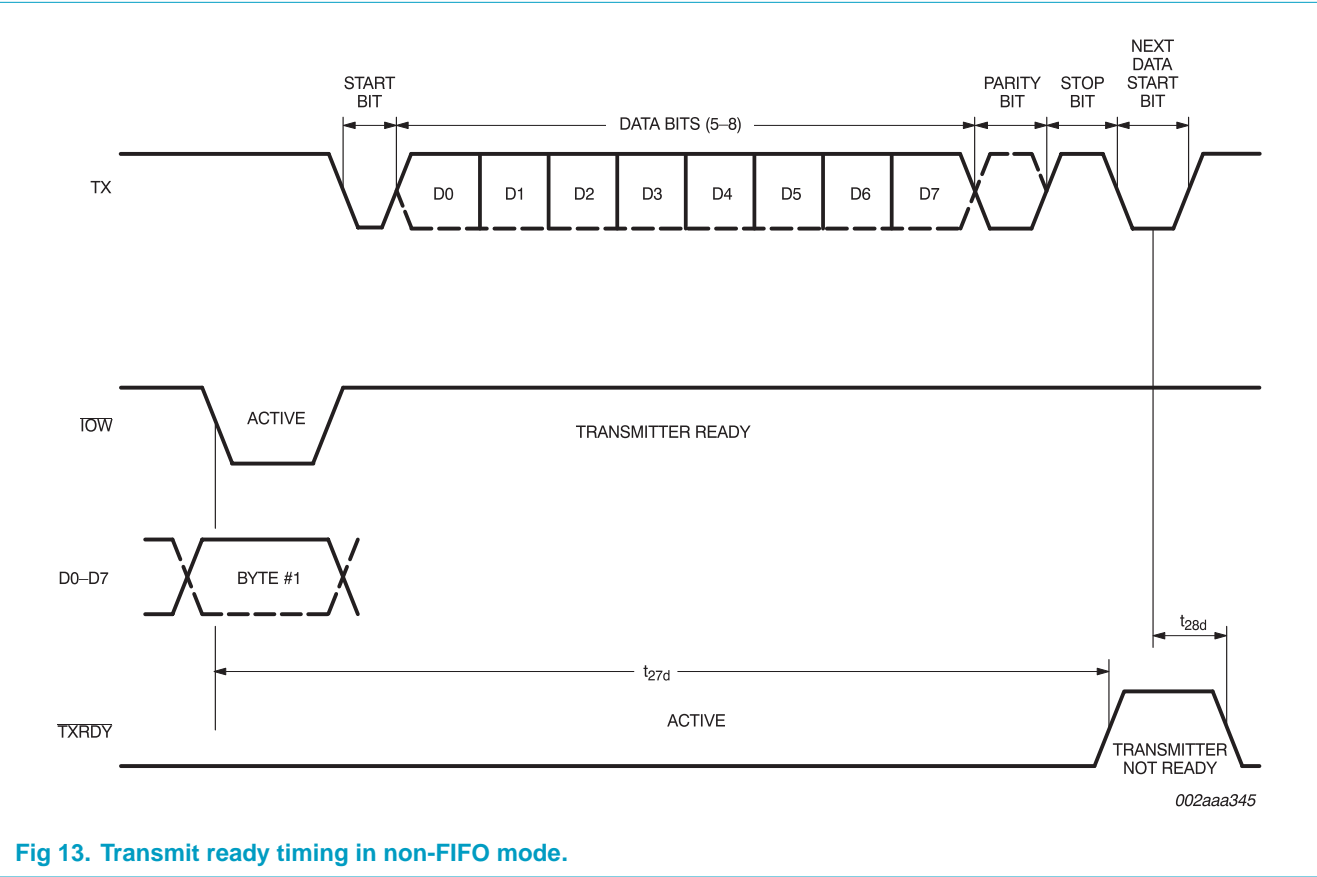 START
BIT
DATA BITS (5–8)
PARITY
BIT
STOP
BIT
NEXT
DATA
START
BIT
TX
D0
D1
D2
D3
D4
D5
D6
D7
IOW
ACTIVE
TRANSMITTER READY
D0–D7
BYTE #1
t28d
t27d
TXRDY
ACTIVE
TRANSMITTER
NOT READY
002aaa345
Fig 13. Transmit ready timing in non-FIFO mode.